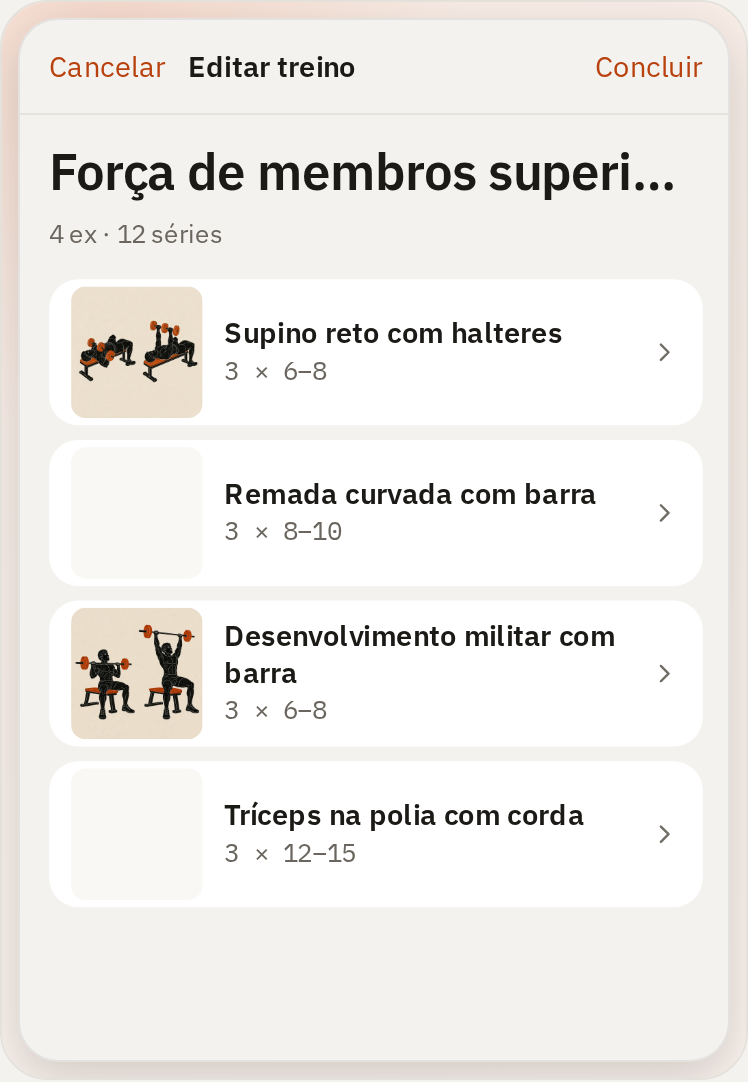 Cancelar Editar treino Concluir
Força de membros superi...
4 ex · 12 séries
Supino reto com halteres
3 × 6–8
Remada curvada com barra
3 × 8–10
Desenvolvimento militar com
barra
3 × 6–8
Tríceps na polia com corda
3 × 12–15